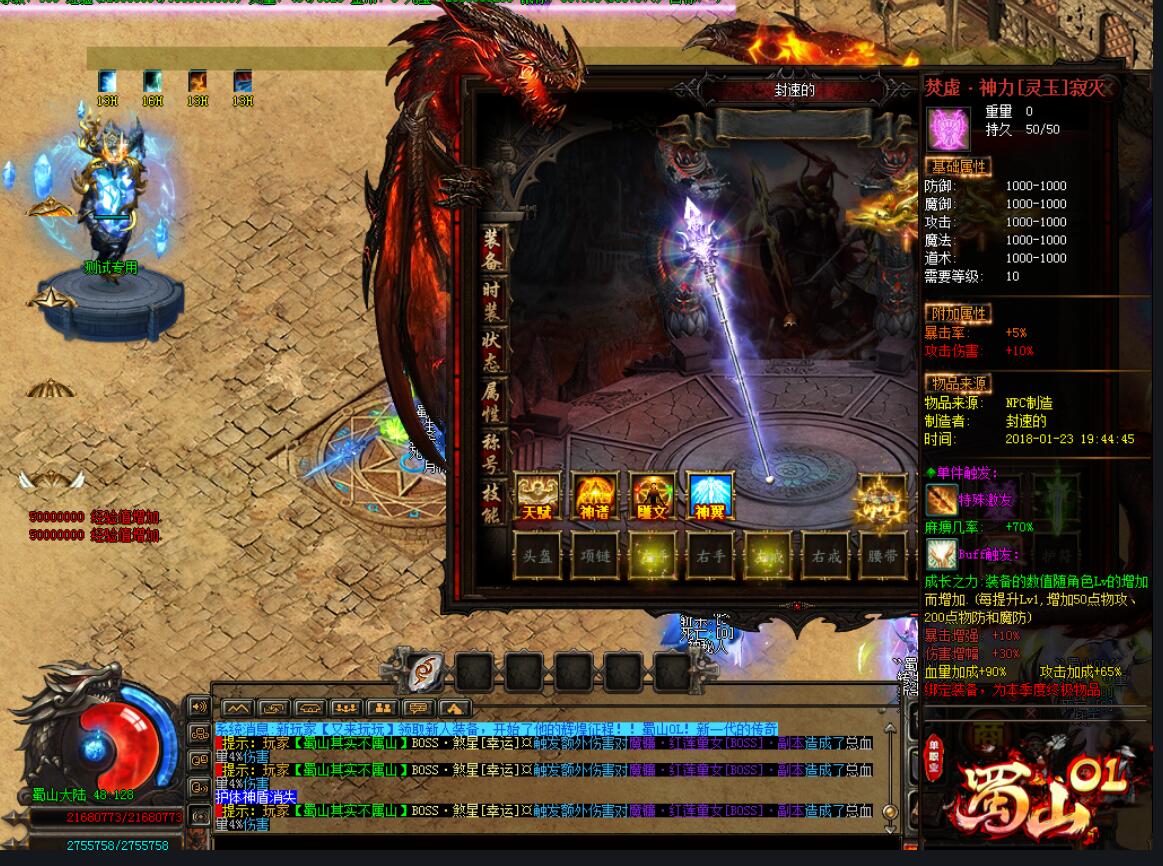 13H
16H
13H
13H
测试专用
50000000 经验值增加.
50000000 经验值增加.
封速的
装备
时装
状态
属性
称号
技能
天赋
神谱
神翼
头盔
项链
左手
右手
左戒
右戒
腰带
焚虚·神力[灵玉]寂灭
重量 0
持久 50/50
基础属性
防御: 1000-1000
魔御: 1000-1000
攻击: 1000-1000
魔法: 1000-1000
道术: 1000-1000
需要等级: 10
附加属性
暴击率: +5%
攻击伤害: +10%
物品来源
物品来源: NPC制造
制造者: 封速的
时间: 2018-01-23 19:44:45
◆单件触发:
特殊激发
麻痹几率: +70%
Buff触发:
护符
成长之力:装备的数值随角色Lv的增加
而增加.(每提升Lv1,增加50点物攻、
200点物防和魔防)
暴击增强: +10%
伤害增幅: +30%
血量加成+90% 攻击加成+65%
绑定装备，为本季度终极物品
系统消息:新玩家【又来玩玩】领取新人装备，开始了他的辉煌征程！！蜀山OL！新一代的传奇
提示: 玩家【蜀山其实不属山】BOSS·煞星[幸运]¤触发额外伤害对魔髓·红莲童女[BOSS]·副本造成了总血
量4%伤害
提示: 玩家【蜀山其实不属山】BOSS·煞星[幸运]¤触发额外伤害对魔髓·红莲童女[BOSS]·副本造成了总血
量4%伤害
护体神盾消失
提示: 玩家【蜀山其实不属山】BOSS·煞星[幸运]¤触发额外伤害对魔髓·红莲童女[BOSS]·副本造成了总血
量4%伤害
蜀山大陆 48:128
21680773/21680773
2755758/2755758
商
单职业
蜀山OL